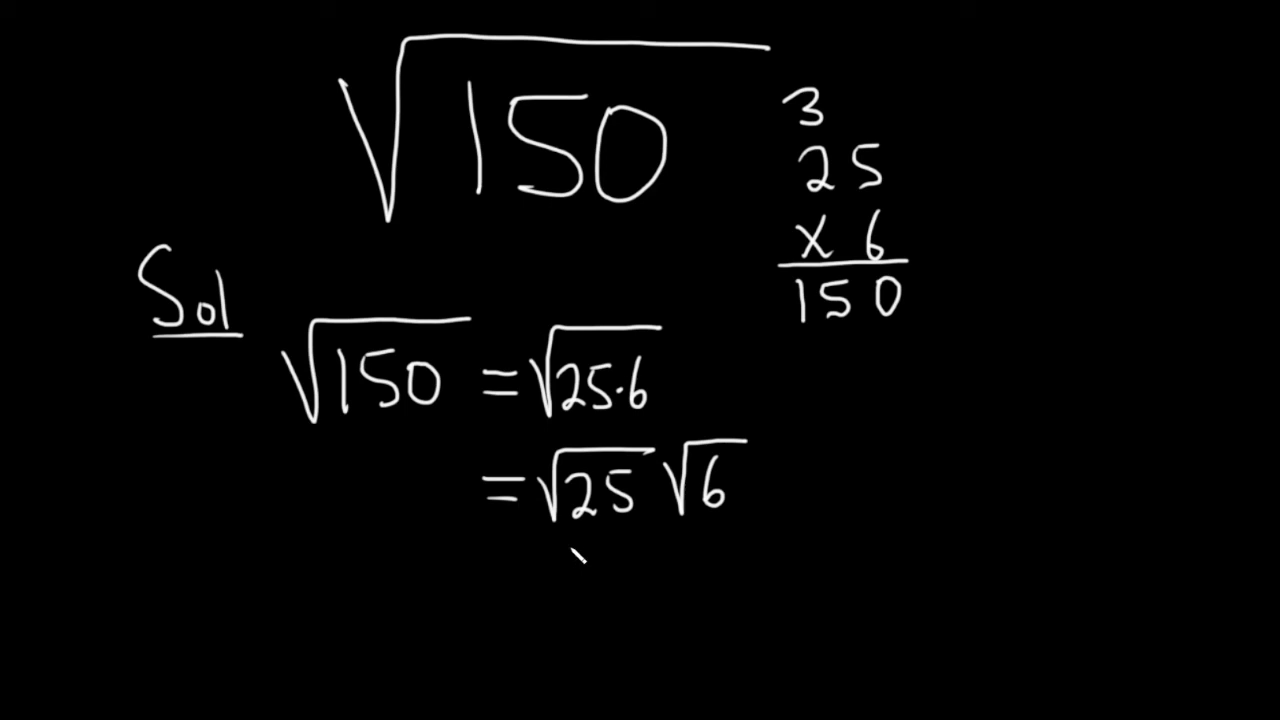 √150
3
25
x 6
150
Sol
√150 = √25·6
= √25 √6